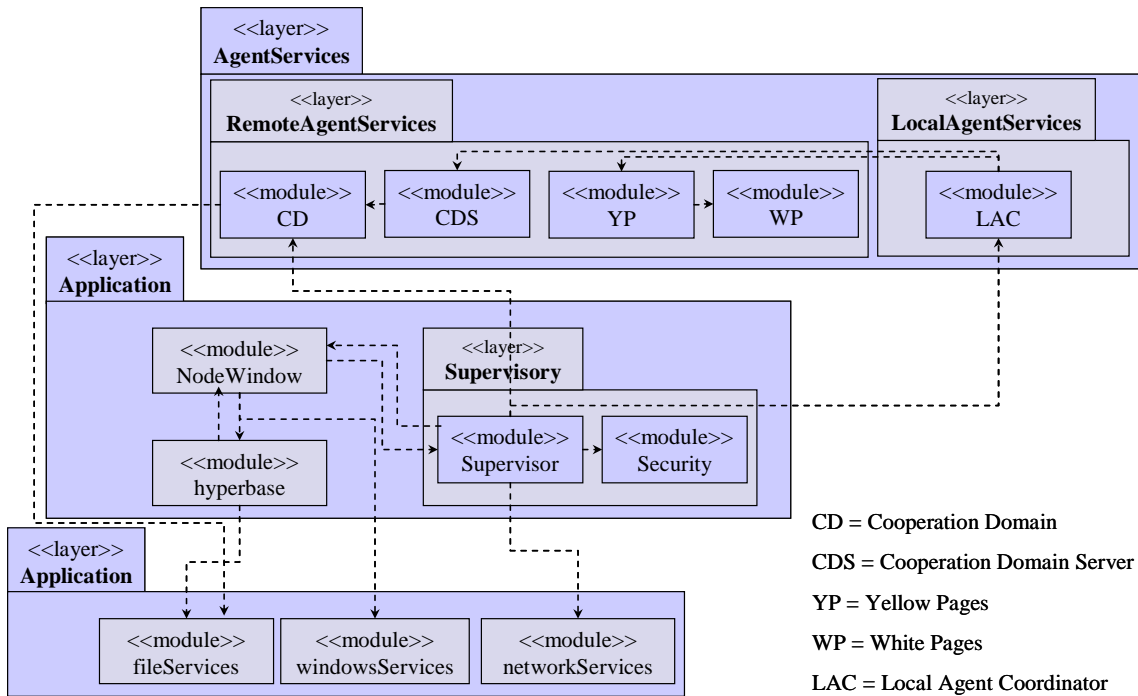 <<layer>>
AgentServices
<<layer>>
RemoteAgentServices
<<layer>>
LocalAgentServices
<<module>>
CD
<<module>>
CDS
<<module>>
YP
<<module>>
WP
<<module>>
LAC
<<layer>>
Application
<<module>>
NodeWindow
<<layer>>
Supervisory
<<module>>
hyperbase
<<module>>
Supervisor
<<module>>
Security
<<layer>>
Application
<<module>>
fileServices
<<module>>
windowsServices
<<module>>
networkServices
CD = Cooperation Domain
CDS = Cooperation Domain Server
YP = Yellow Pages
WP = White Pages
LAC = Local Agent Coordinator